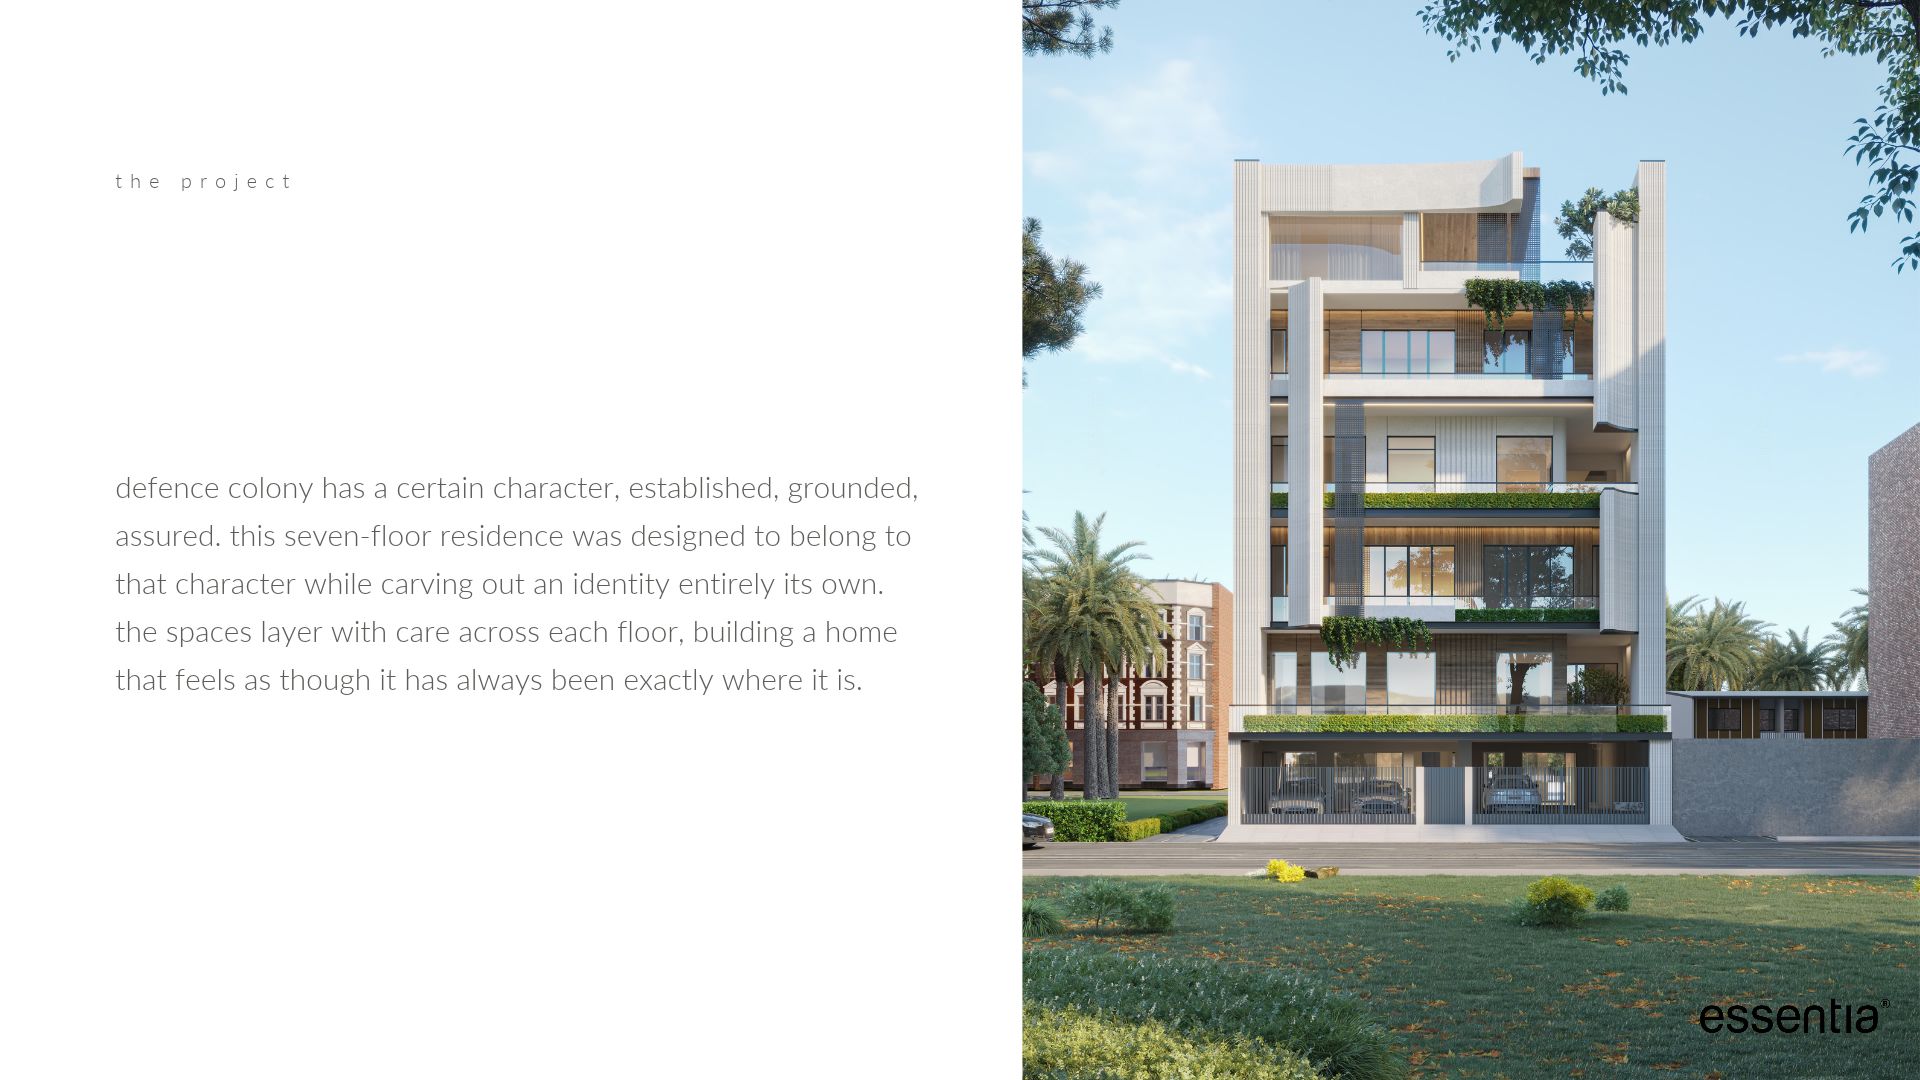 the project
defence colony has a certain character, established, grounded,
assured. this seven-floor residence was designed to belong to
that character while carving out an identity entirely its own.
the spaces layer with care across each floor, building a home
that feels as though it has always been exactly where it is.
essentia®